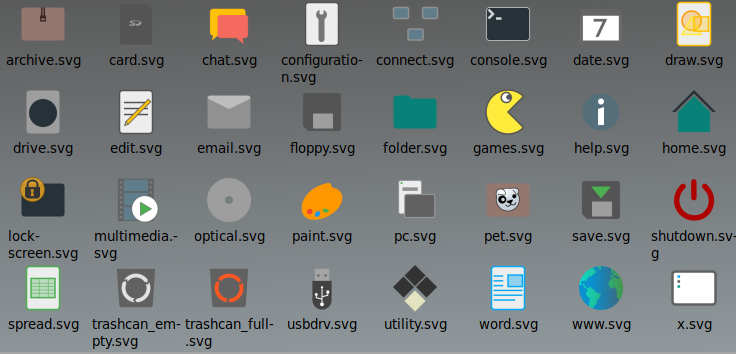 SD
>_
7
archive.svg card.svg chat.svg configuratio- connect.svg console.svg date.svg draw.svg
n.svg
drive.svg edit.svg email.svg floppy.svg folder.svg games.svg help.svg home.svg
lock- multimedia.- optical.svg paint.svg pc.svg pet.svg save.svg shutdown.sv-
screen.svg svg g
spread.svg trashcan_em- trashcan_full- usbdrv.svg utility.svg word.svg www.svg x.svg
pty.svg .svg